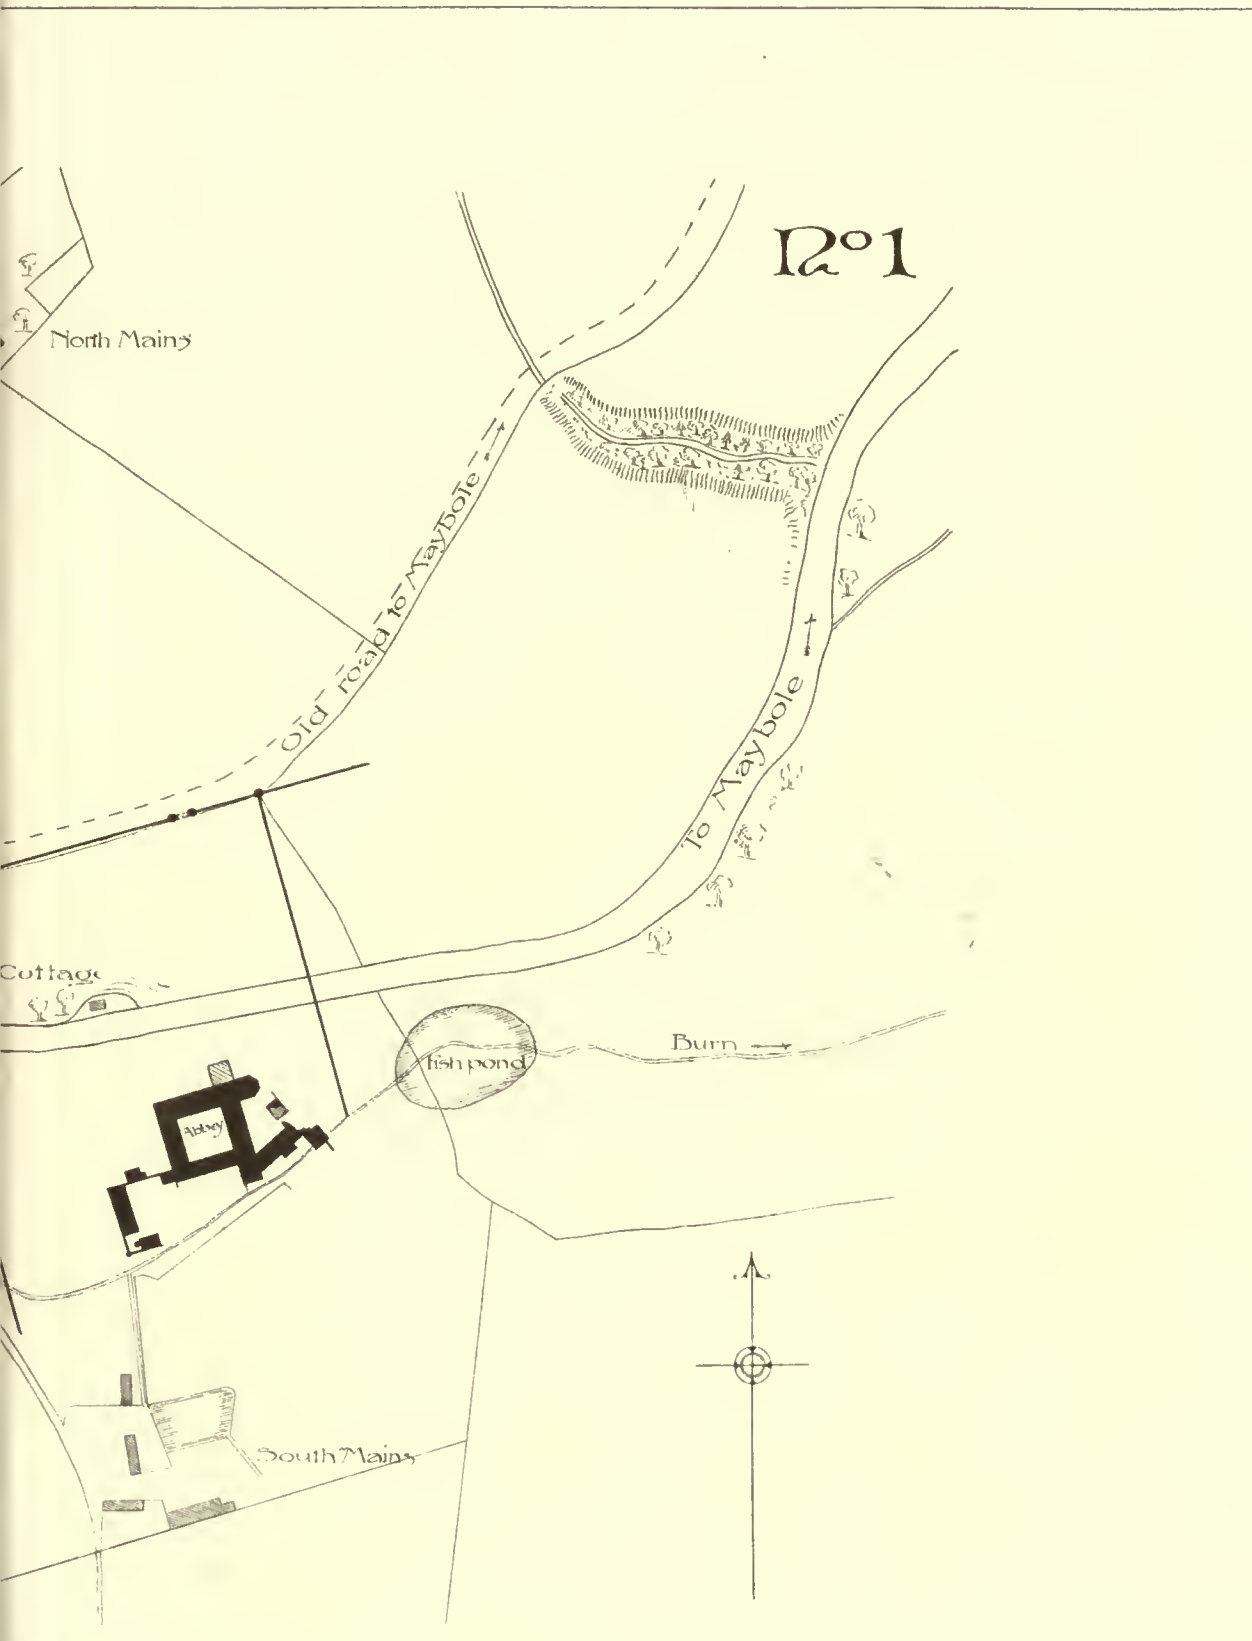 No 1
North Mains
Old road to Maybole
To Maybole
Cottage
Burn
fish pond
Abbey
South Mains